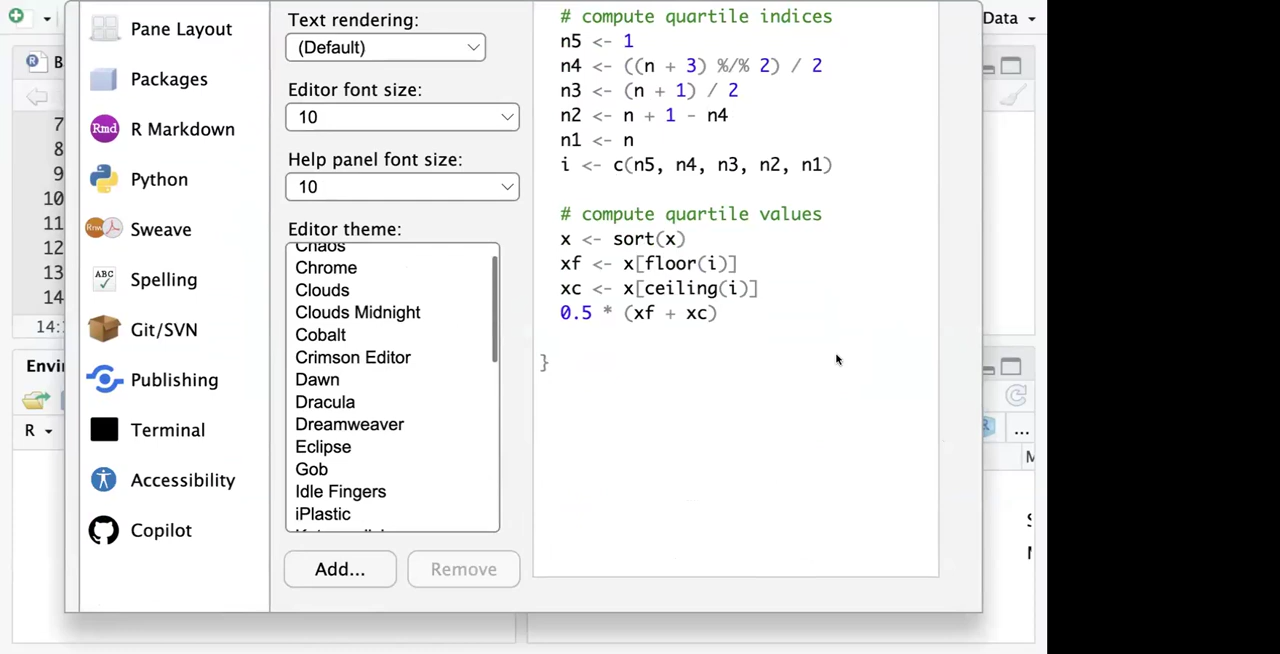 Data
B
7
8
9
10
11
12
13
14
14:
Envir
R
Pane Layout
Packages
Rmd R Markdown
Python
Sweave
ABC Spelling
Git/SVN
Publishing
Terminal
Accessibility
Copilot
Text rendering:
(Default)
Editor font size:
10
Help panel font size:
10
Editor theme:
Chaos
Chrome
Clouds
Clouds Midnight
Cobalt
Crimson Editor
Dawn
Dracula
Dreamweaver
Eclipse
Gob
Idle Fingers
iPlastic
Add...
Remove
# compute quartile indices
n5 <- 1
n4 <- ((n + 3) %/% 2) / 2
n3 <- (n + 1) / 2
n2 <- n + 1 - n4
n1 <- n
i <- c(n5, n4, n3, n2, n1)
# compute quartile values
x <- sort(x)
xf <- x[floor(i)]
xc <- x[ceiling(i)]
0.5 * (xf + xc)
}
R
...
M